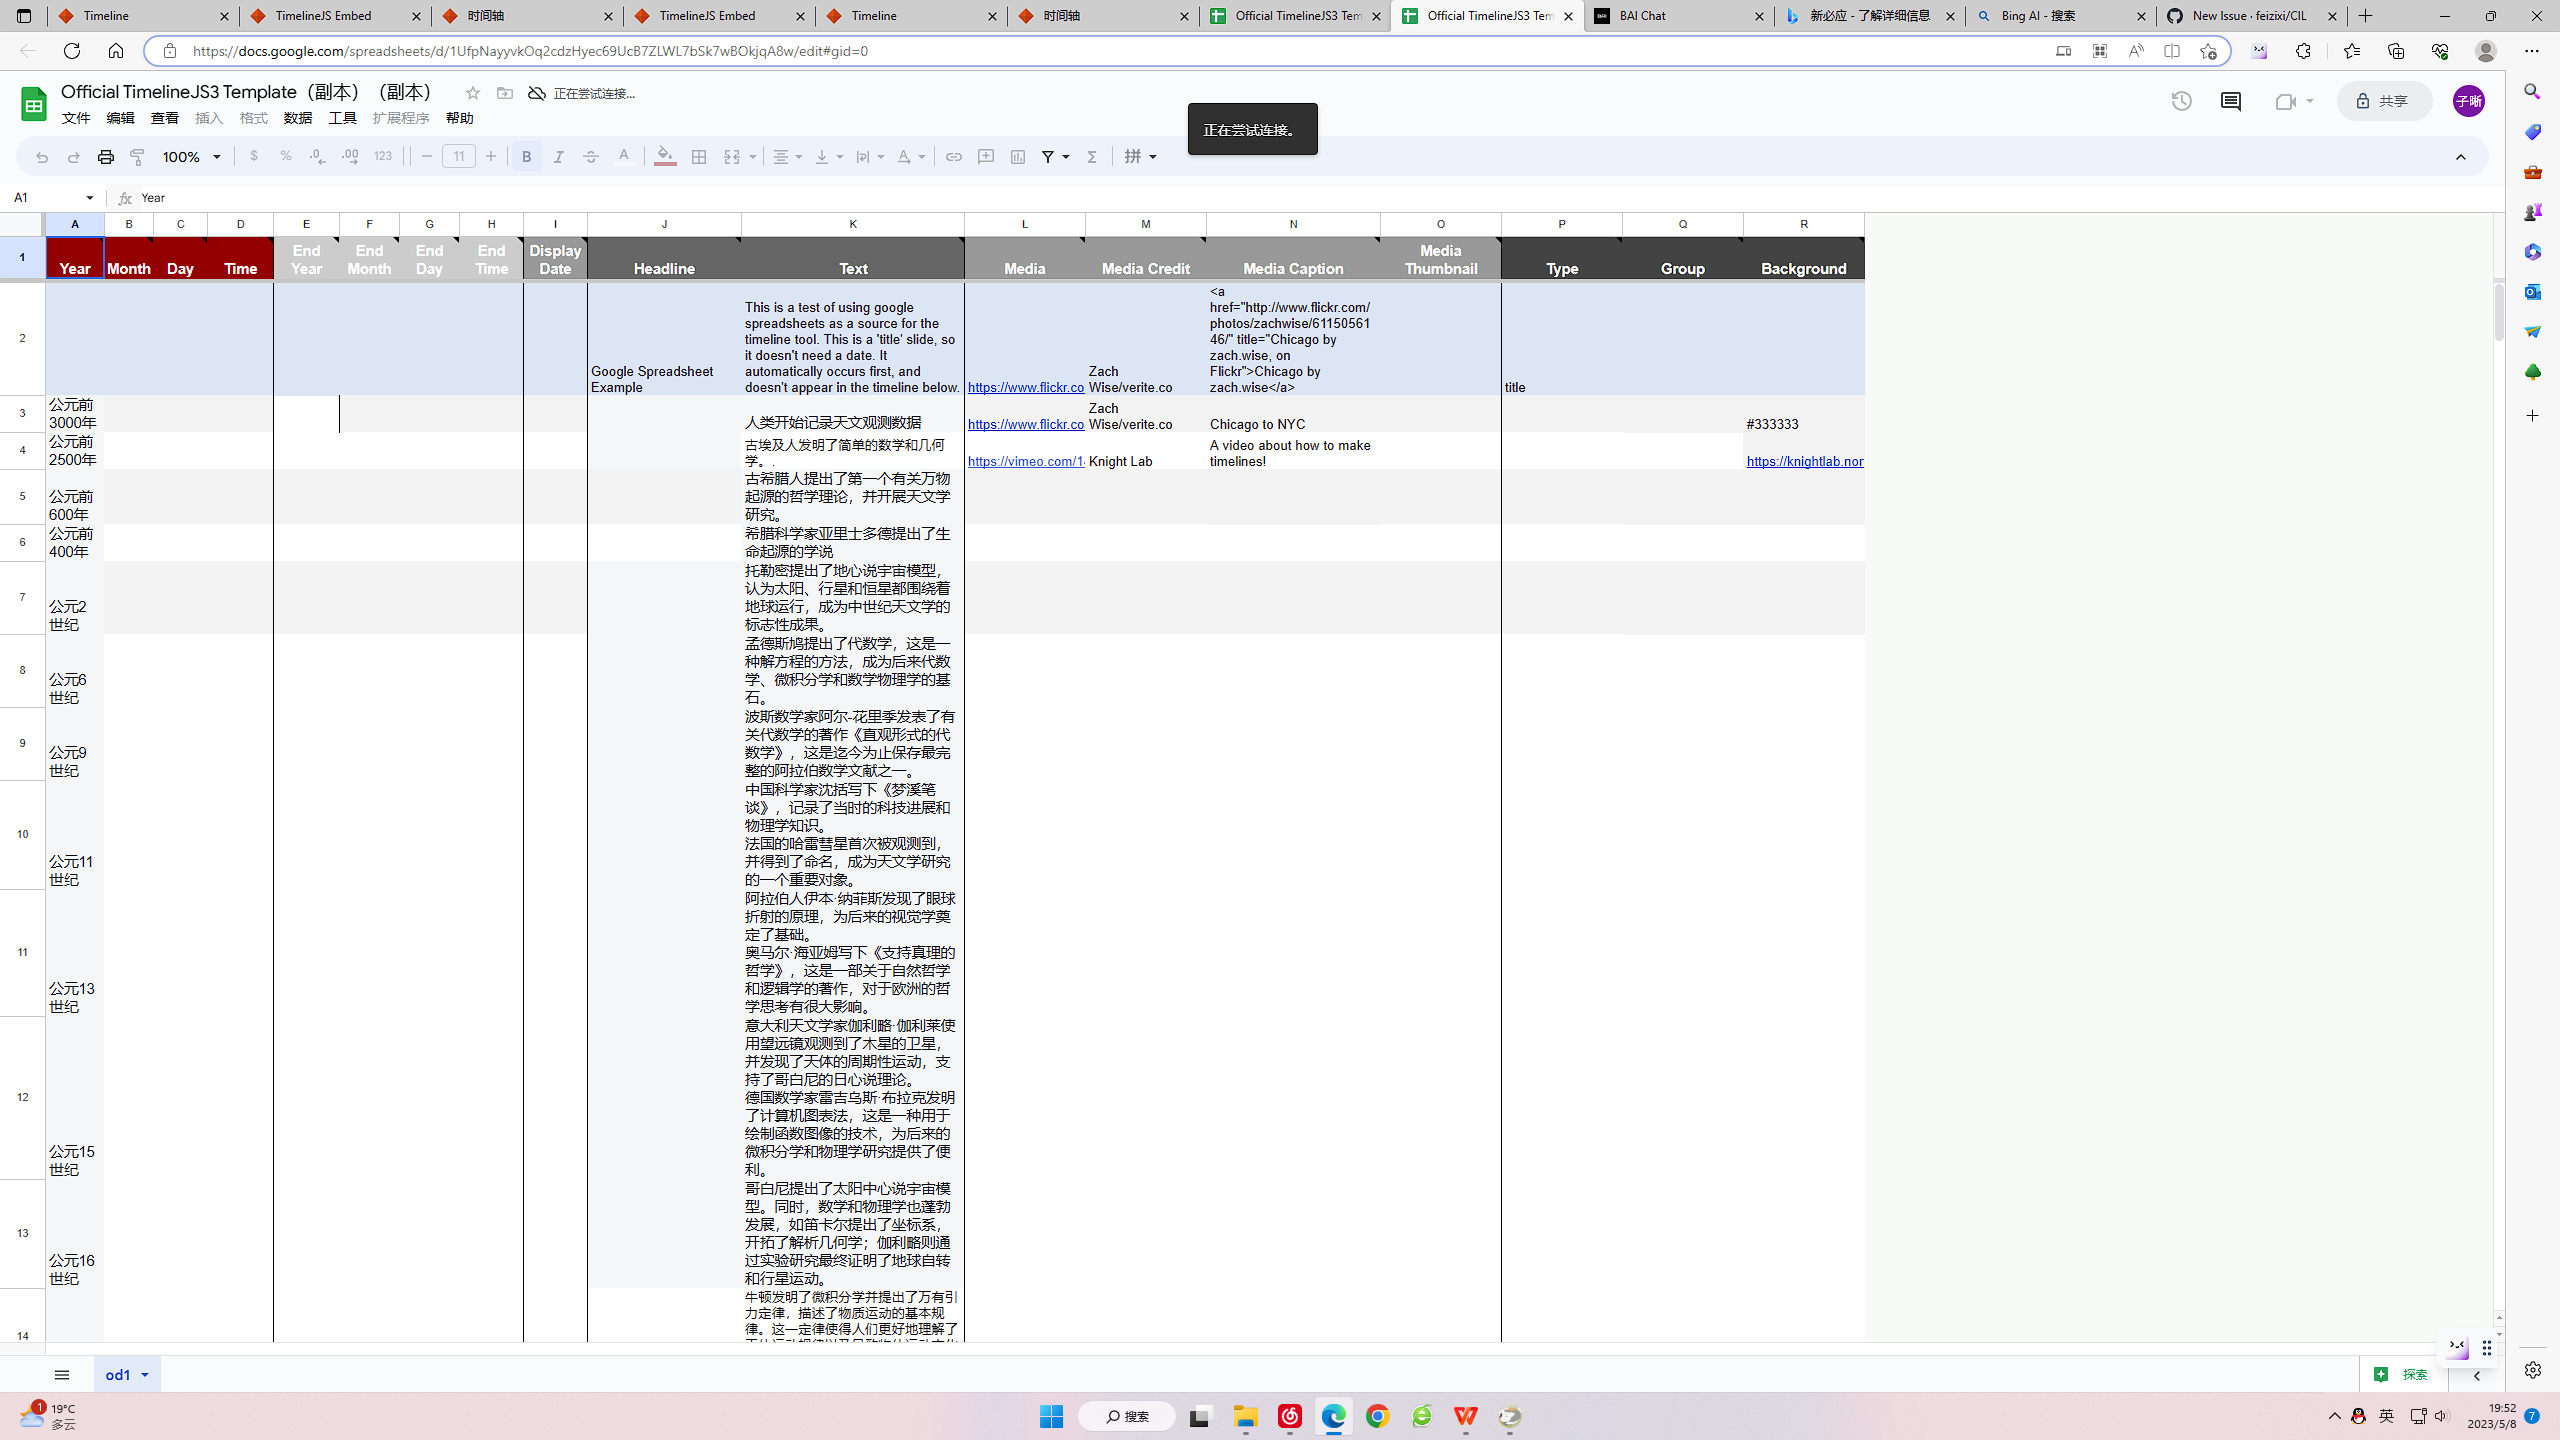 Timeline
TimelineJS Embed
时间轴
TimelineJS Embed
Timeline
时间轴
Official TimelineJS3 Tem
Official TimelineJS3 Tem
BAI Chat
新必应 - 了解详细信息
Bing AI - 搜索
New Issue · feizixi/CIL
https://docs.google.com/spreadsheets/d/1UfpNayyvkOq2cdzHyec69UcB7ZLWL7bSk7wBOkjqA8w/edit#gid=0
Official TimelineJS3 Template（副本）（副本）
正在尝试连接...
文件 编辑 查看 插入 格式 数据 工具 扩展程序 帮助
正在尝试连接。
共享
子晰
100%
$ % .0 .00 123
11
B I A
Σ 拼
A1
fx Year
A B C D E F G H I J K L M N O P Q R
1
Year
Month
Day
Time
End
Year
End
Month
End
Day
End
Time
Display
Date
Headline
Text
Media
Media Credit
Media Caption
Media
Thumbnail
Type
Group
Background
2
Google Spreadsheet
Example
This is a test of using google
spreadsheets as a source for the
timeline tool. This is a 'title' slide, so
it doesn't need a date. It
automatically occurs first, and
doesn't appear in the timeline below.
https://www.flickr.co
Zach
Wise/verite.co
<a
href="http://www.flickr.com/
photos/zachwise/61150561
46/" title="Chicago by
zach.wise, on
Flickr">Chicago by
zach.wise</a>
title
3
公元前
3000年
人类开始记录天文观测数据
https://www.flickr.co
Zach
Wise/verite.co
Chicago to NYC
#333333
4
公元前
2500年
古埃及人发明了简单的数学和几何
学。.
https://vimeo.com/1
Knight Lab
A video about how to make
timelines!
https://knightlab.nor
5
公元前
600年
古希腊人提出了第一个有关万物
起源的哲学理论，并开展天文学
研究。
6
公元前
400年
希腊科学家亚里士多德提出了生
命起源的学说
7
公元2
世纪
托勒密提出了地心说宇宙模型，
认为太阳、行星和恒星都围绕着
地球运行，成为中世纪天文学的
标志性成果。
8
公元6
世纪
孟德斯鸠提出了代数学，这是一
种解方程的方法，成为后来代数
学、微积分学和数学物理学的基
石。
9
公元9
世纪
波斯数学家阿尔-花里季发表了有
关代数学的著作《直观形式的代
数学》，这是迄今为止保存最完
整的阿拉伯数学文献之一。
10
公元11
世纪
中国科学家沈括写下《梦溪笔
谈》，记录了当时的科技进展和
物理学知识。
法国的哈雷彗星首次被观测到，
并得到了命名，成为天文学研究
的一个重要对象。
11
公元13
世纪
阿拉伯人伊本·纳菲斯发现了眼球
折射的原理，为后来的视觉学奠
定了基础。
奥马尔·海亚姆写下《支持真理的
哲学》，这是一部关于自然哲学
和逻辑学的著作，对于欧洲的哲
学思考有很大影响。
12
公元15
世纪
意大利天文学家伽利略·伽利莱使
用望远镜观测到了木星的卫星，
并发现了天体的周期性运动，支
持了哥白尼的日心说理论。
德国数学家雷吉乌斯·布拉克发明
了计算机图表法，这是一种用于
绘制函数图像的技术，为后来的
微积分学和物理学研究提供了便
利。
13
公元16
世纪
哥白尼提出了太阳中心说宇宙模
型。同时，数学和物理学也蓬勃
发展，如笛卡尔提出了坐标系，
开拓了解析几何学；伽利略则通
过实验研究最终证明了地球自转
和行星运动。
14
牛顿发明了微积分学并提出了万有引
力定律，描述了物质运动的基本规
律。这一定律使得人们更好地理解了
od1
探索
1
19°C
多云
搜索
英
19:52
2023/5/8
7